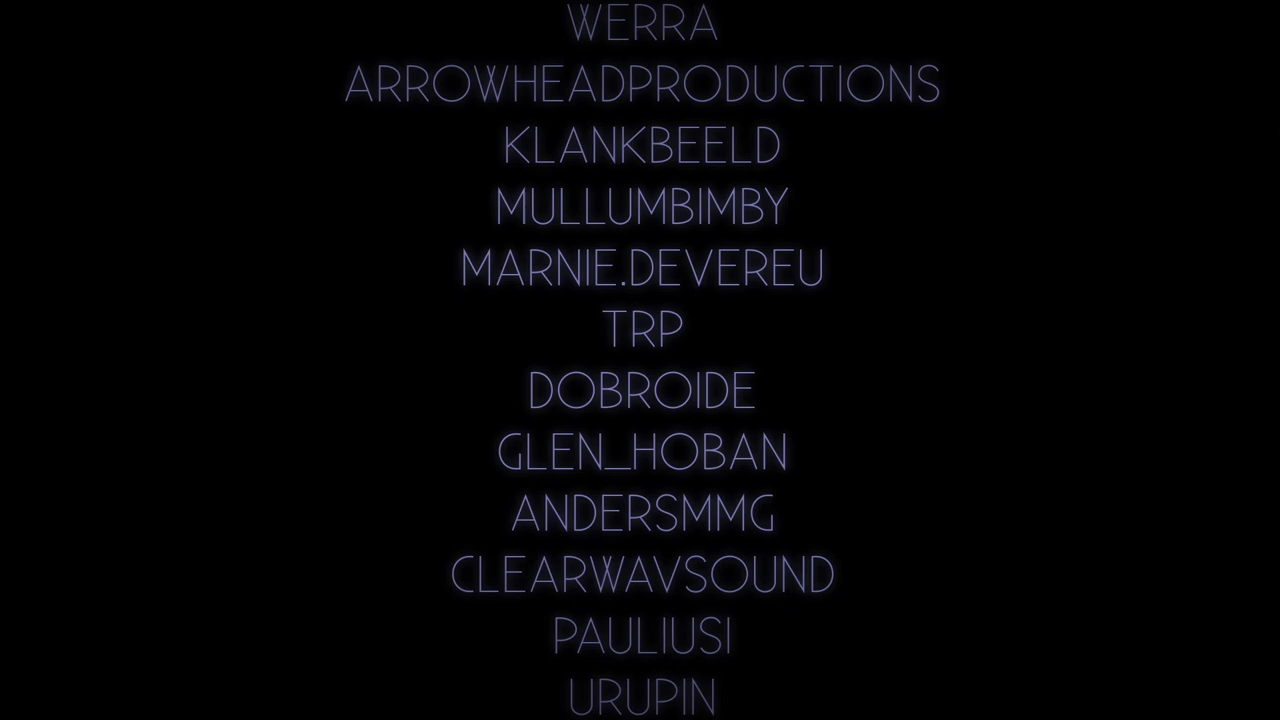 WERRA
ARROWHEADPRODUCTIONS
KLANKBEELD
MULLUMBIMBY
MARNIE.DEVEREU
TRP
DOBROIDE
GLEN_HOBAN
ANDERSMMG
CLEARWAVSOUND
PAULIUSI
URUPIN